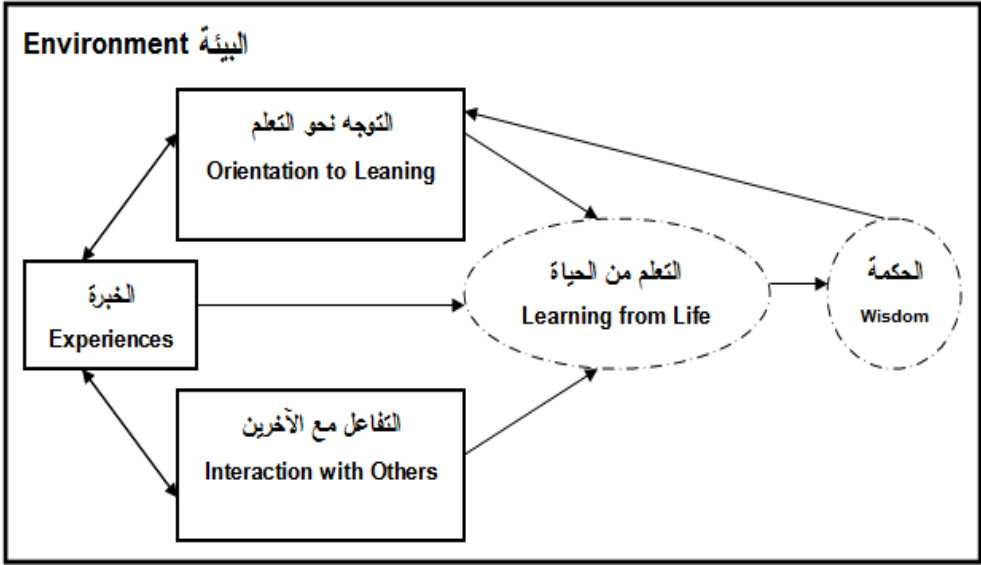 Environment البيئة
التوجه نحو التعلم
Orientation to Leaning
الخبرة
Experiences
التعلم من الحياة
Learning from Life
الحكمة
Wisdom
التفاعل مع الآخرين
Interaction with Others